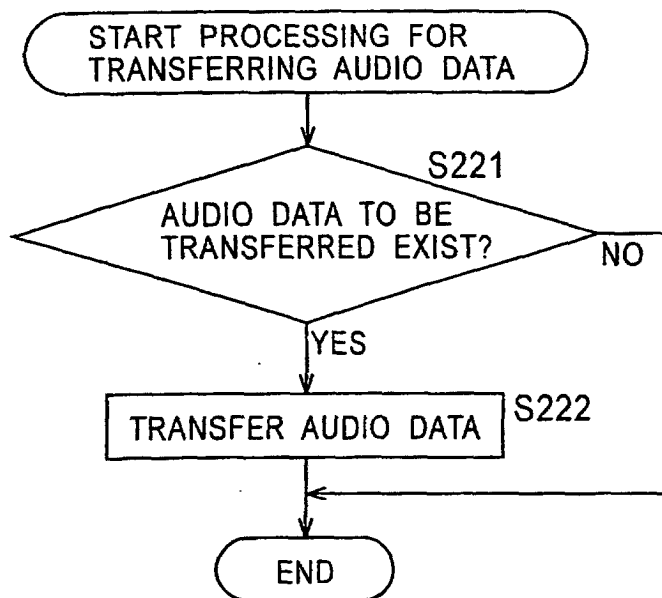 START PROCESSING FOR
TRANSFERRING AUDIO DATA
S221
AUDIO DATA TO BE
TRANSFERRED EXIST?
NO
YES
TRANSFER AUDIO DATA
S222
END